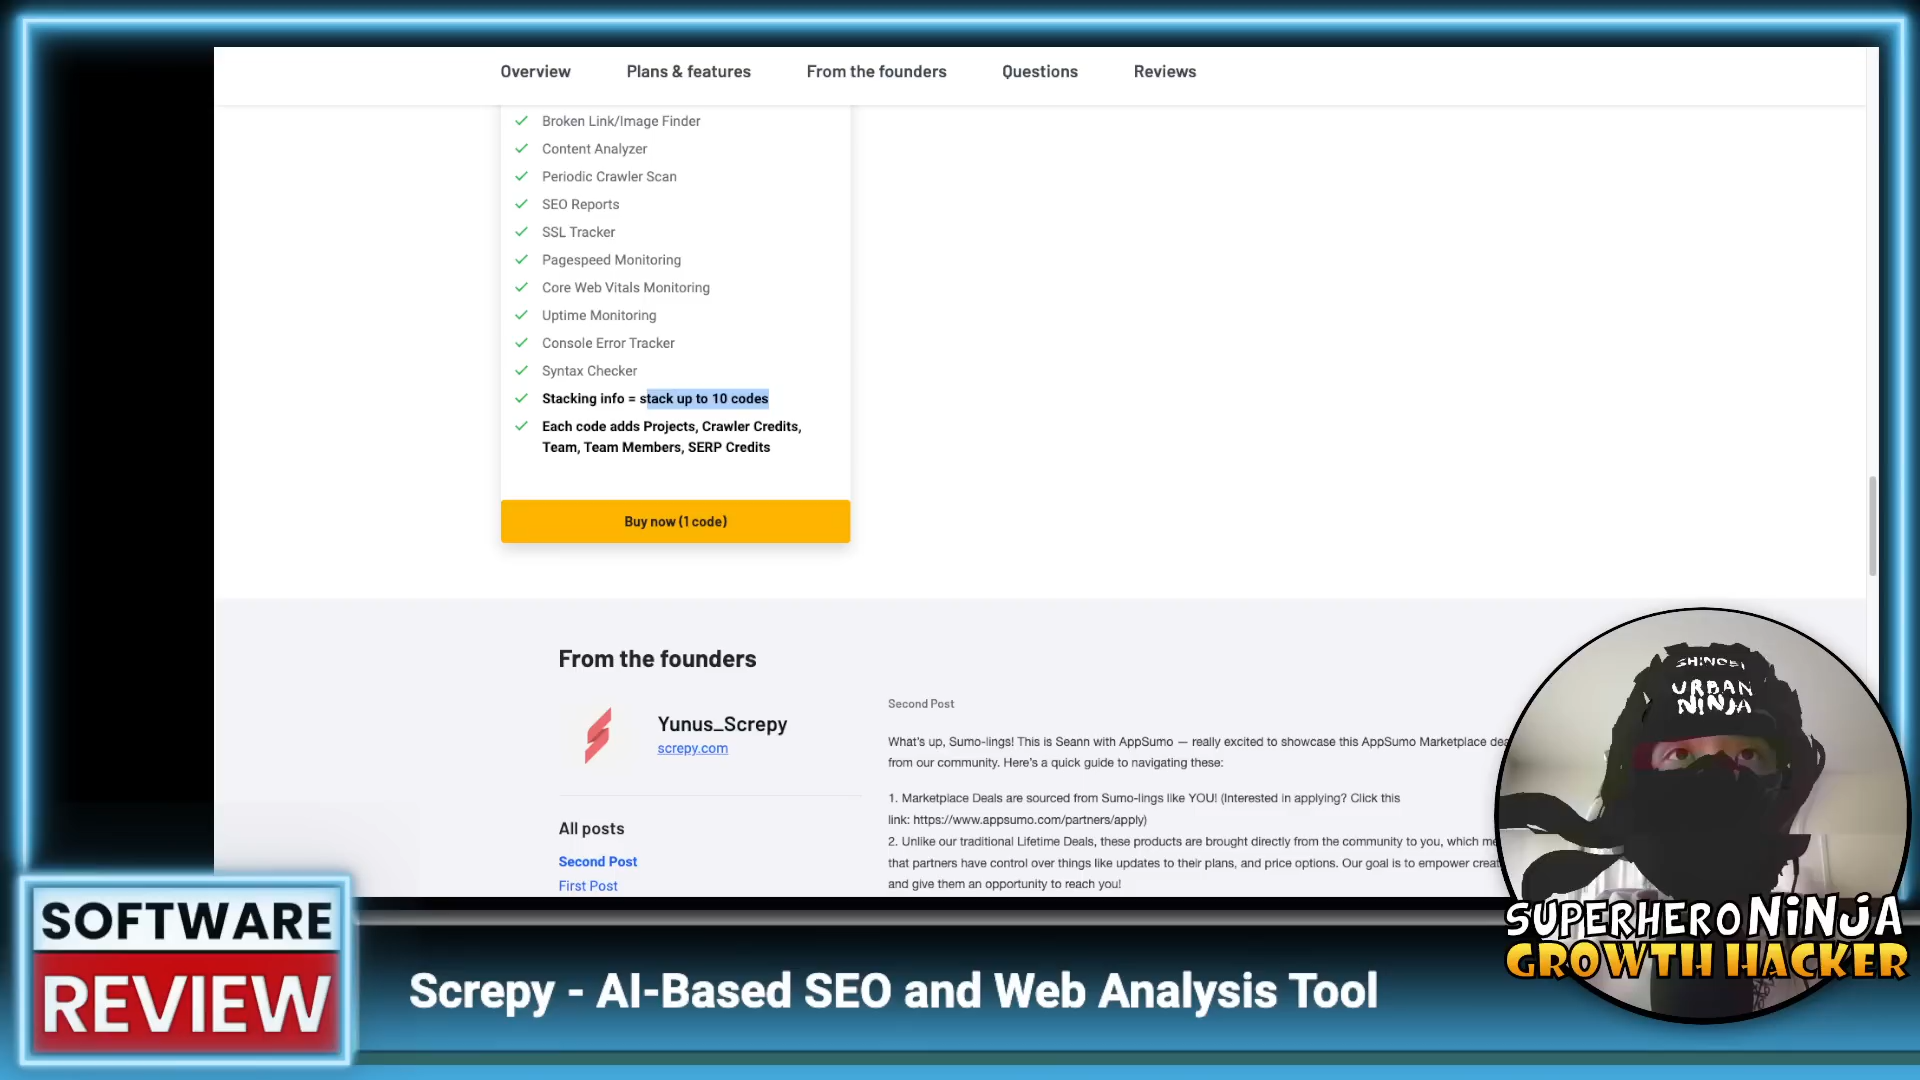 Overview
Plans & features
From the founders
Questions
Reviews
Broken Link/Image Finder
Content Analyzer
Periodic Crawler Scan
SEO Reports
SSL Tracker
Pagespeed Monitoring
Core Web Vitals Monitoring
Uptime Monitoring
Console Error Tracker
Syntax Checker
Stacking info = stack up to 10 codes
Each code adds Projects, Crawler Credits,
Team, Team Members, SERP Credits
Buy now (1 code)
From the founders
Yunus_Screpy
screpy.com
All posts
Second Post
First Post
Second Post
What's up, Sumo-lings! This is Seann with AppSumo — really excited to showcase this AppSumo Marketplace
from our community. Here's a quick guide to navigating these:
1. Marketplace Deals are sourced from Sumo-lings like YOU! (Interested in applying? Click this
link: https://www.appsumo.com/partners/apply)
2. Unlike our traditional Lifetime Deals, these products are brought directly from the community to you, which
that partners have control over things like updates to their plans, and price options. Our goal is to empower
and give them an opportunity to reach you!
SHINOBI
URBAN
NINJA
SUPERHERO NINJA
GROWTH HACKER
SOFTWARE
REVIEW
Screpy - AI-Based SEO and Web Analysis Tool